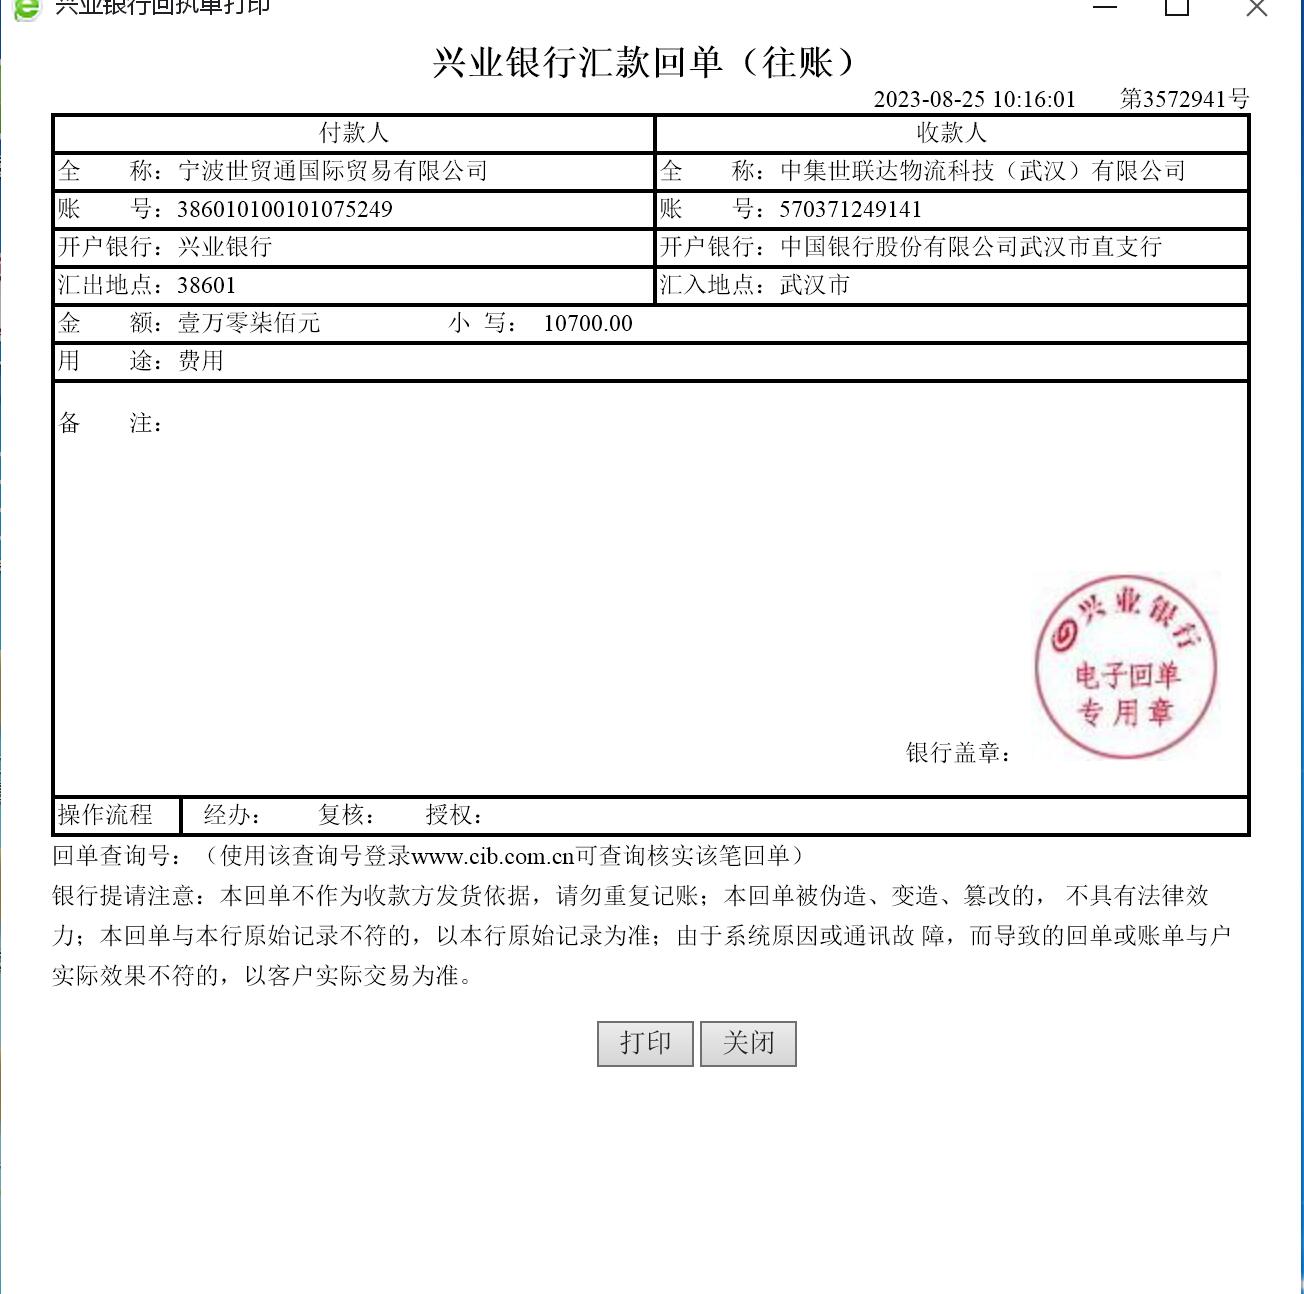 兴业银行回执单打印
兴业银行汇款回单（往账）
2023-08-25 10:16:01 第3572941号
付款人 收款人
全 称：宁波世贸通国际贸易有限公司 全 称：中集世联达物流科技（武汉）有限公司
账 号：386010100101075249 账 号：570371249141
开户银行：兴业银行 开户银行：中国银行股份有限公司武汉市直支行
汇出地点：38601 汇入地点：武汉市
金 额：壹万零柒佰元 小 写： 10700.00
用 途：费用
备 注：
兴业银行
电子回单
专用章
银行盖章：
操作流程 经办： 复核： 授权：
回单查询号：（使用该查询号登录www.cib.com.cn可查询核实该笔回单）
银行提请注意：本回单不作为收款方发货依据，请勿重复记账；本回单被伪造、变造、篡改的， 不具有法律效
力；本回单与本行原始记录不符的，以本行原始记录为准；由于系统原因或通讯故 障，而导致的回单或账单与户
实际效果不符的，以客户实际交易为准。
打印 关闭